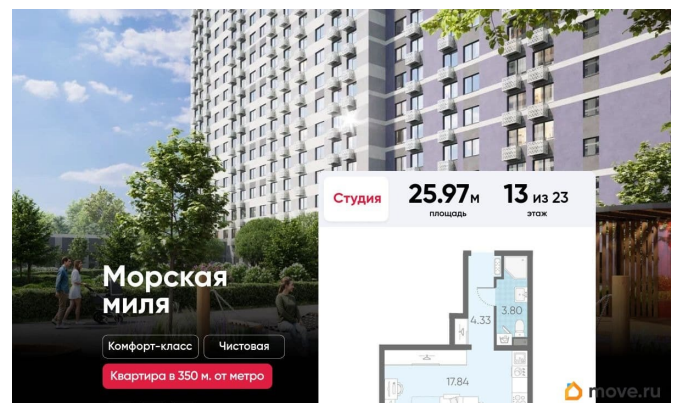 Студия
25.97 м
площадь
13 из 23
этаж
Морская
миля
Комфорт-класс
Чистовая
Квартира в 350 м. от метро
4.33
3.80
17.84
move.ru